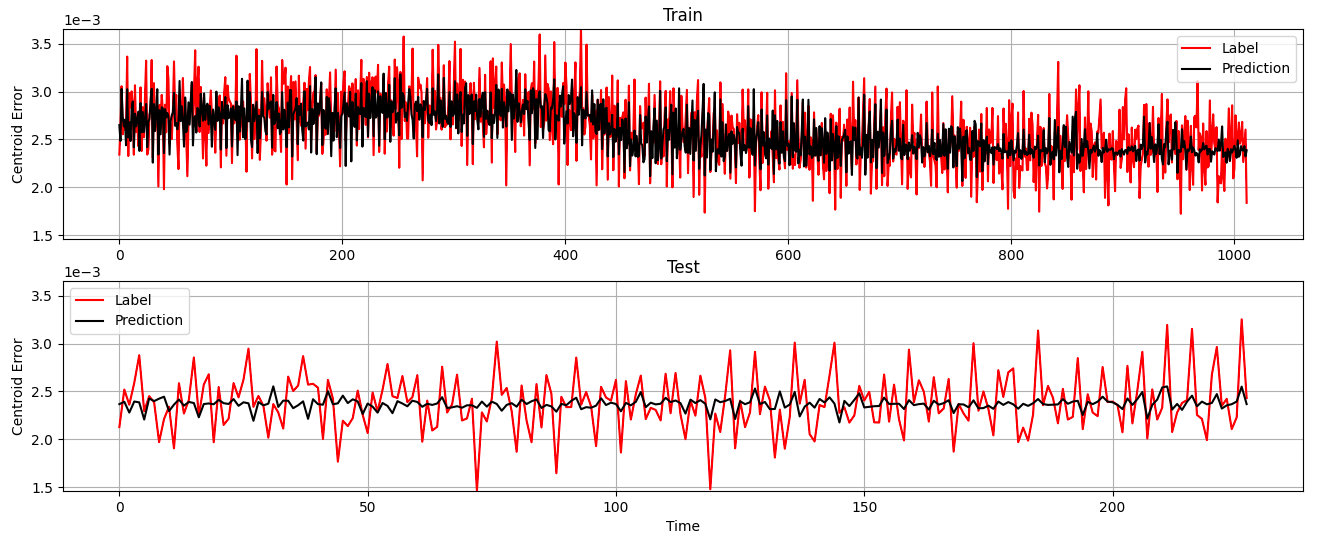 Train
1e−3
3.5
3.0
2.5
2.0
1.5
Centroid Error
Label
Prediction
0 200 400 600 800 1000
Test
1e−3
3.5
3.0
2.5
2.0
1.5
Centroid Error
Label
Prediction
0 50 100 150 200
Time